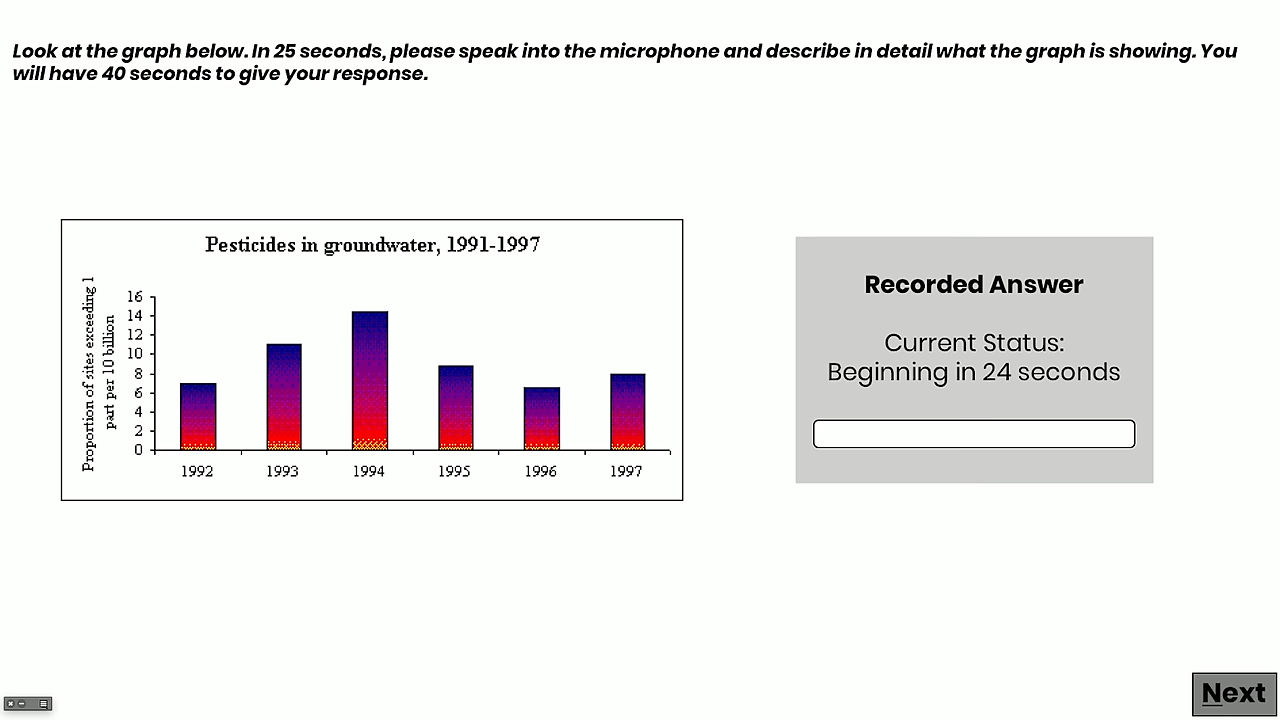 Look at the graph below. In 25 seconds, please speak into the microphone and describe in detail what the graph is showing. You
will have 40 seconds to give your response.
Pesticides in groundwater, 1991-1997
Proportion of sites exceeding 1
part per 10 billion
16
14
12
10
8
6
4
2
0
1992 1993 1994 1995 1996 1997
Recorded Answer
Current Status:
Beginning in 24 seconds
Next